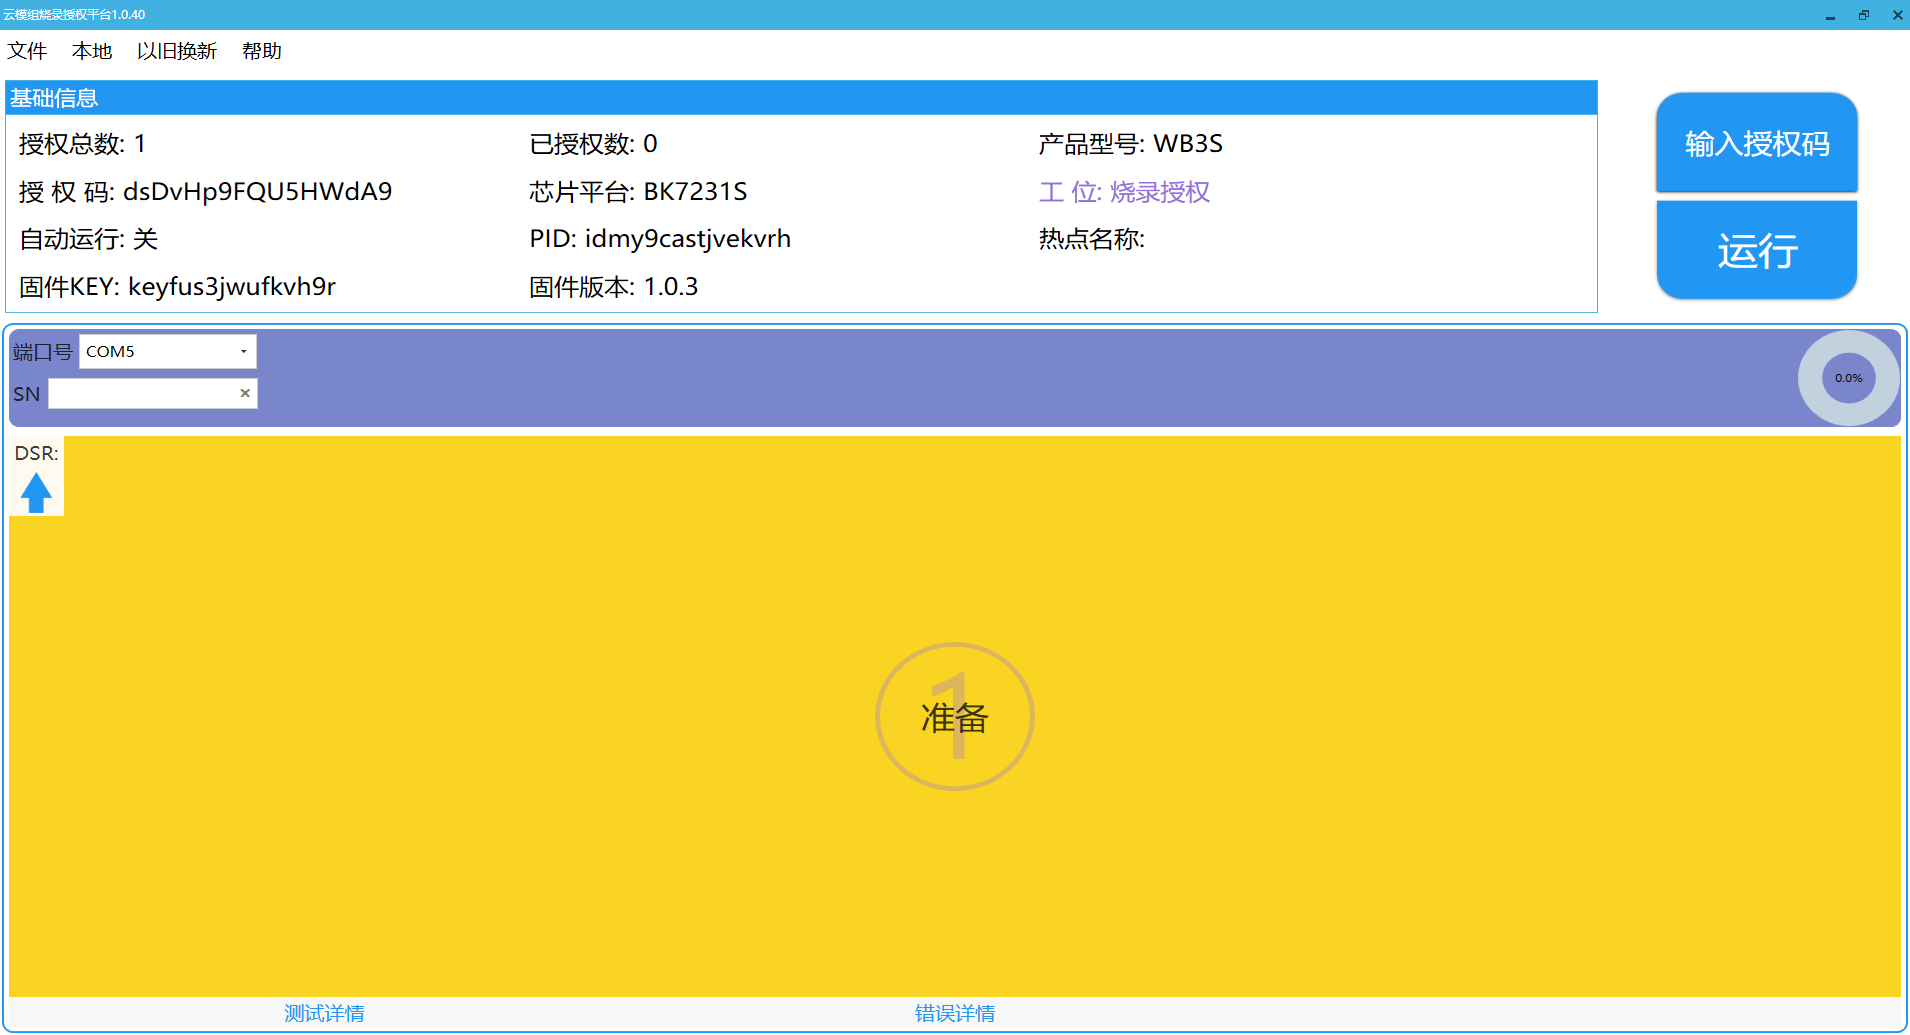 云模组烧录授权平台1.0.40
文件 本地 以旧换新 帮助
基础信息
授权总数: 1 已授权数: 0 产品型号: WB3S
授 权 码: dsDvHp9FQU5HWdA9 芯片平台: BK7231S 工 位: 烧录授权
自动运行: 关 PID: idmy9castjvekvrh 热点名称:
固件KEY: keyfus3jwufkvh9r 固件版本: 1.0.3
输入授权码
运行
端口号 COM5
SN
0.0%
DSR:
1
准备
测试详情 错误详情